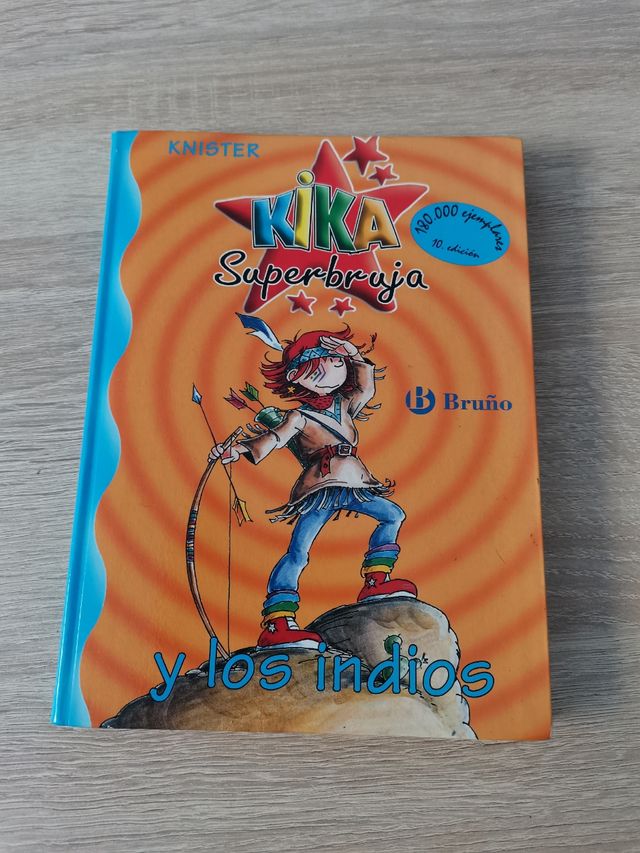 KNISTER
KiKA
Superbruja
180.000 ejemplares
10. edición
B Bruño
y los indios